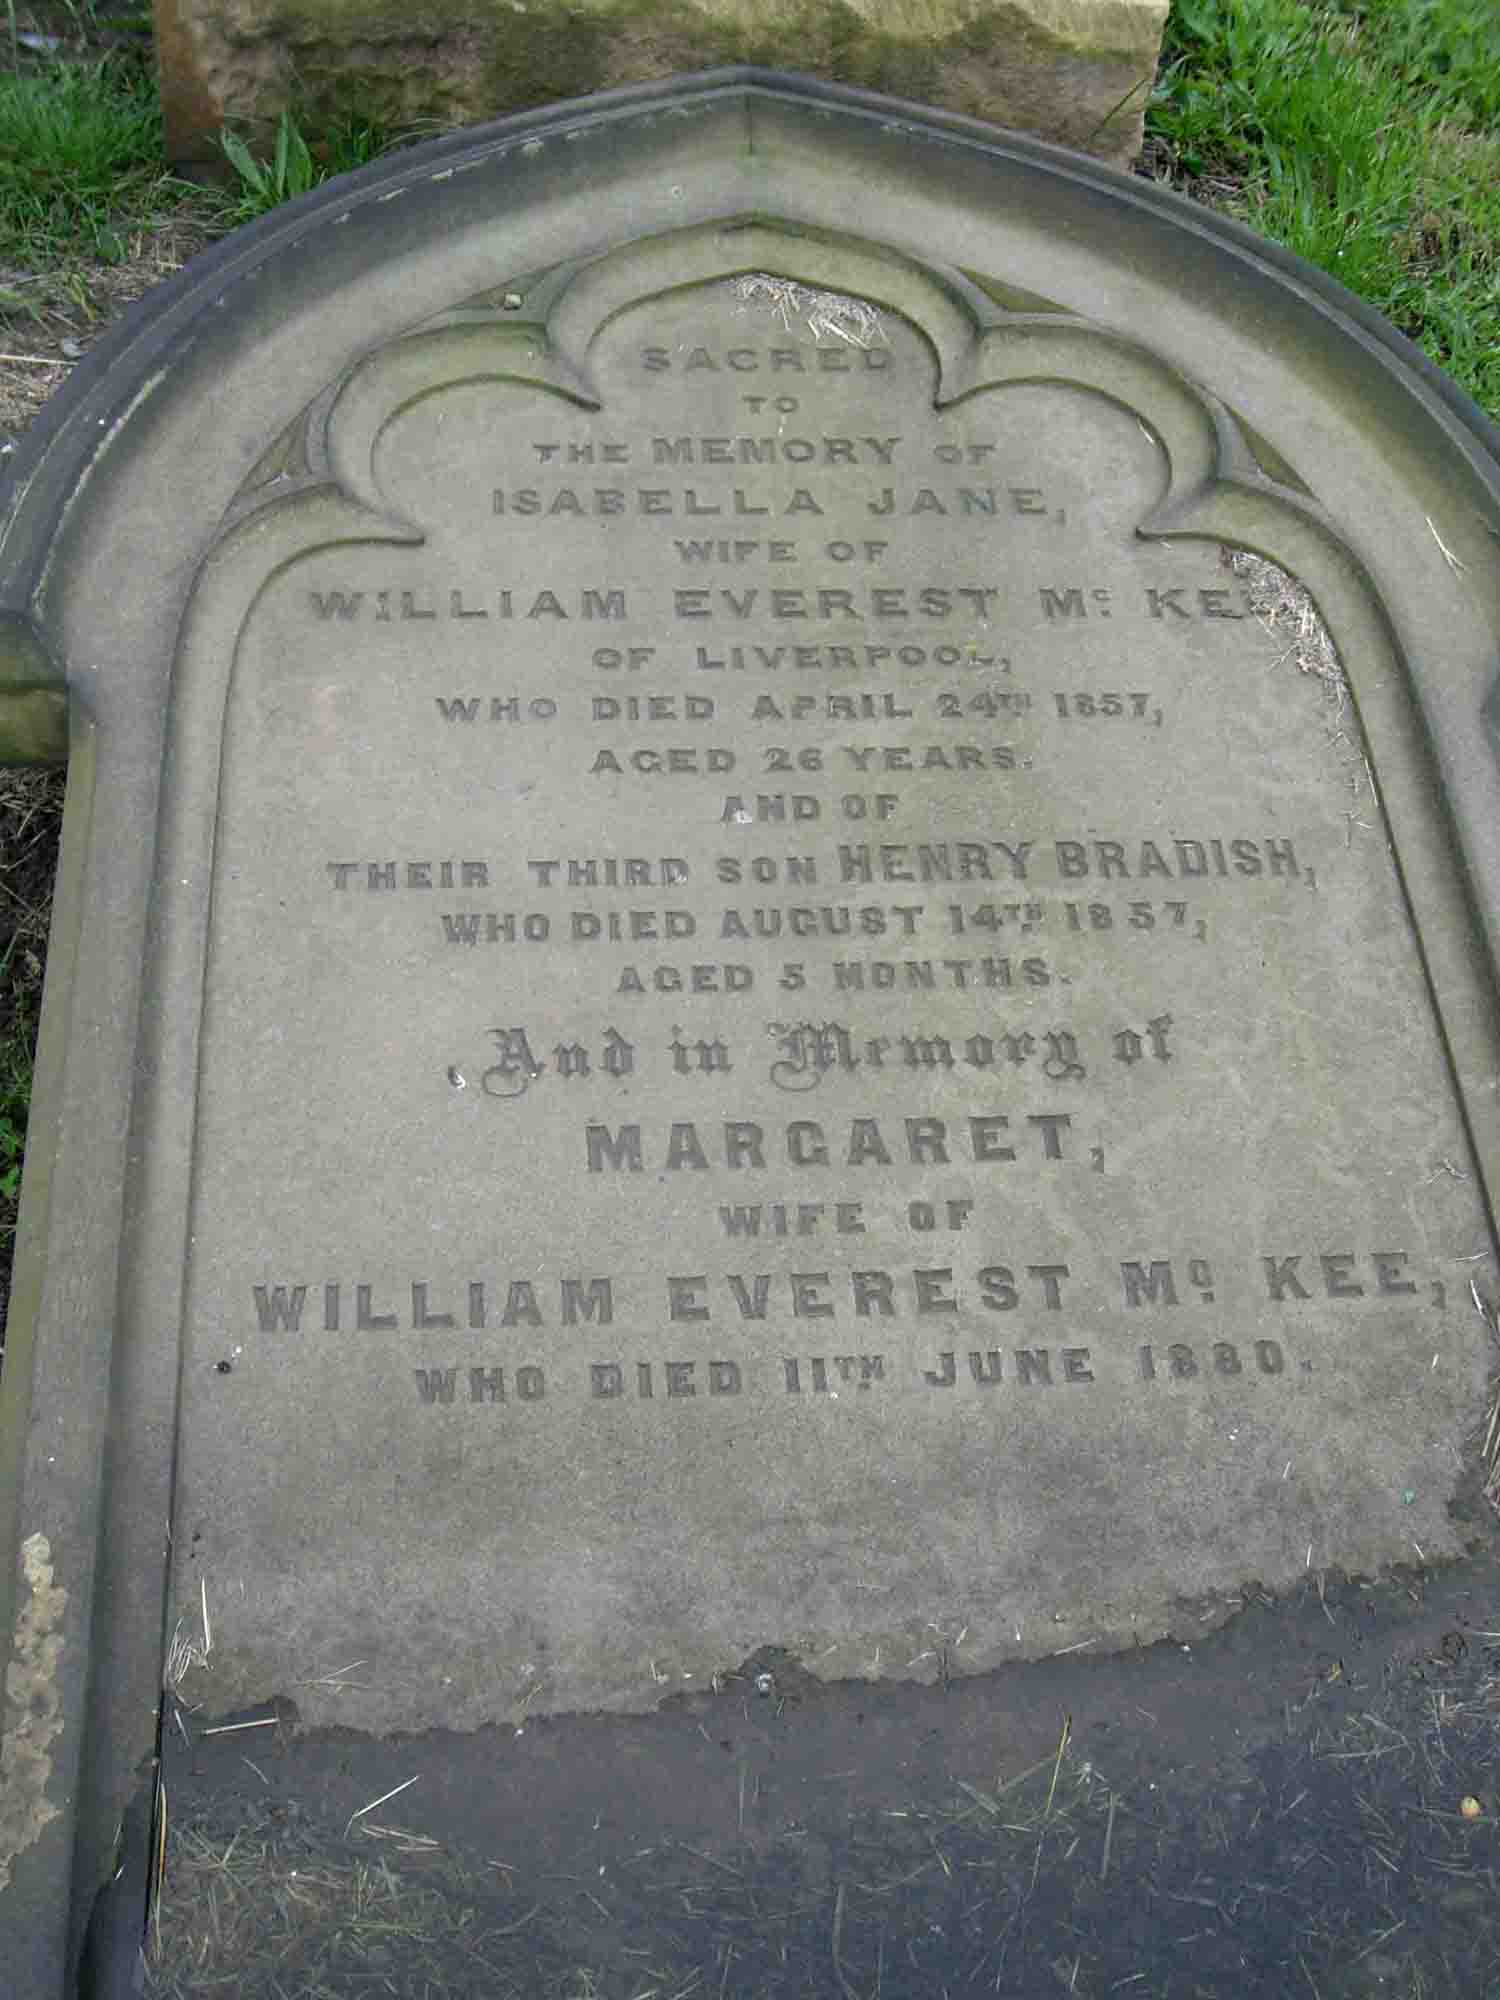 SACRED
TO
THE MEMORY OF
ISABELLA JANE,
WIFE OF
WILLIAM EVEREST Mc KEE
OF LIVERPOOL,
WHO DIED APRIL 24TH 1857,
AGED 26 YEARS.
AND OF
THEIR THIRD SON HENRY BRADISH,
WHO DIED AUGUST 14TH 1857,
AGED 5 MONTHS.
And in Memory of
MARGARET,
WIFE OF
WILLIAM EVEREST Mc KEE,
WHO DIED 11TH JUNE 1880.